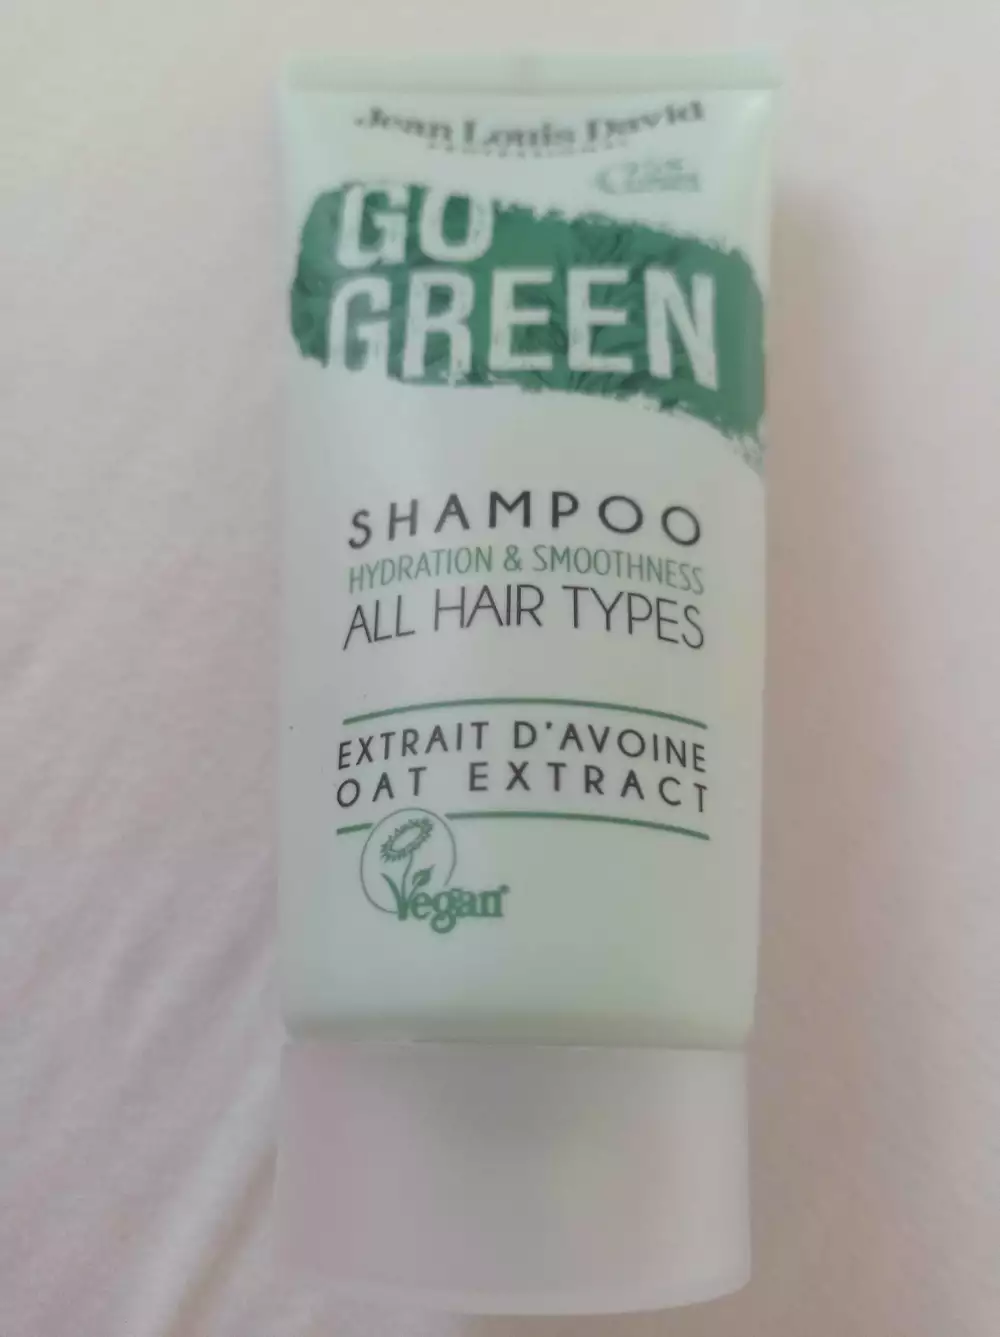 Jean Louis David
GO
GREEN
SHAMPOO
HYDRATION & SMOOTHNESS
ALL HAIR TYPES
EXTRAIT D'AVOINE
OAT EXTRACT
Vegan